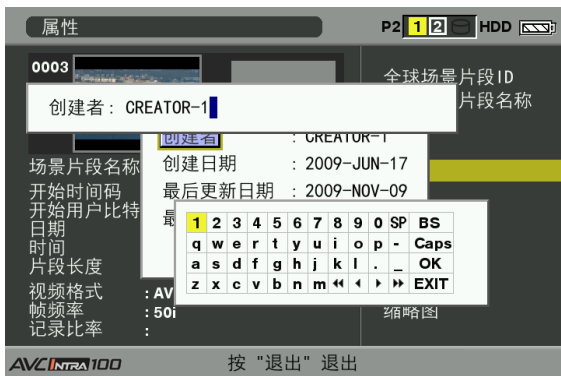 属性
P2 1 2 HDD
0003
全球场景片段ID
片段名称
创建者: CREATOR-1
创建者 : CREATOR-1
场景片段名称
创建日期 : 2009-JUN-17
开始时间码
最后更新日期 : 2009-NOV-09
开始用户比特
最
日期
1 2 3 4 5 6 7 8 9 0 SP BS
q w e r t y u i o p - Caps
时间
a s d f g h j k l . _ OK
片段长度
z x c v b n m EXIT
视频格式 : AV
缩略图
帧频率 : 50i
记录比率 :
AVC INTRA 100
按 "退出" 退出